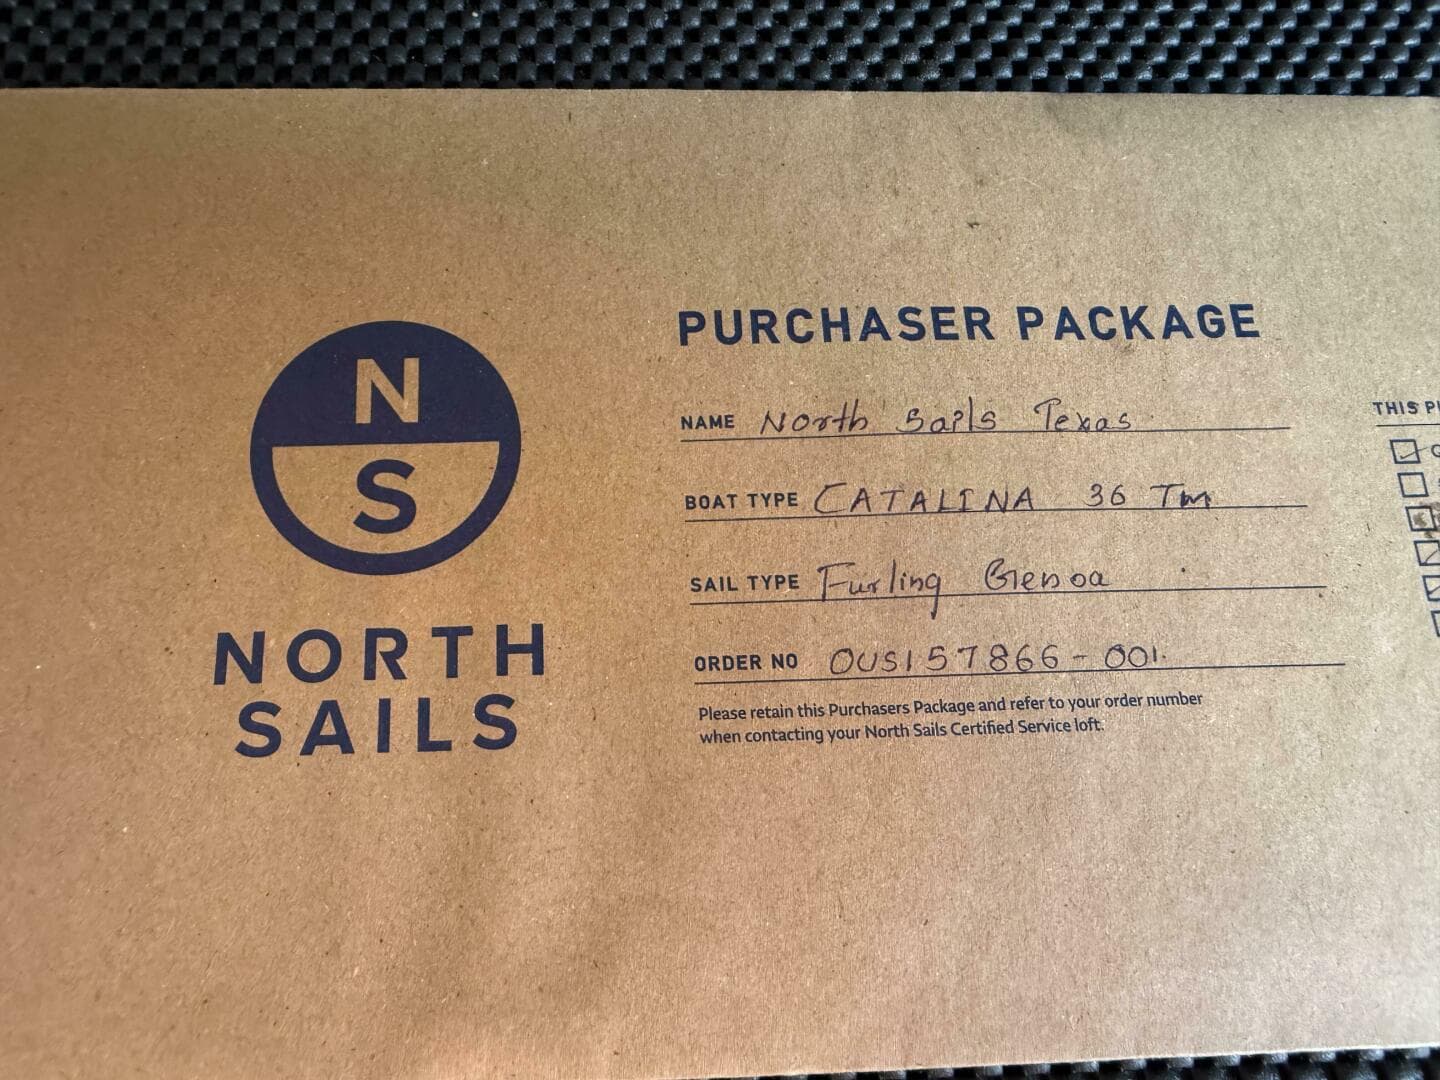 N
S
NORTH
SAILS
PURCHASER PACKAGE
NAME North Sails Texas
BOAT TYPE CATALINA 36 TM
SAIL TYPE Furling Genoa
ORDER NO OUS157866-001.
Please retain this Purchasers Package and refer to your order number
when contacting your North Sails Certified Service loft.
THIS